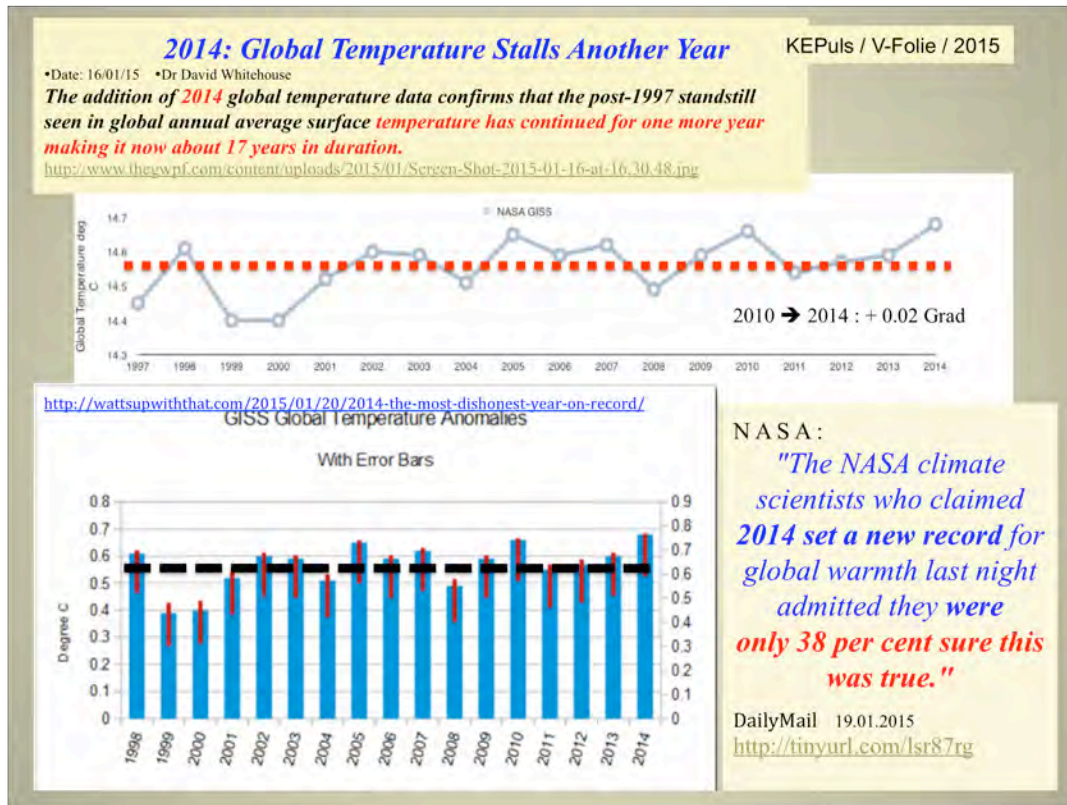 2014: Global Temperature Stalls Another Year
KEPuls / V-Folie / 2015
•Date: 16/01/15 •Dr David Whitehouse
The addition of 2014 global temperature data confirms that the post-1997 standstill
seen in global annual average surface temperature has continued for one more year
making it now about 17 years in duration.
http://www.thegwpf.com/content/uploads/2015/01/Screen-Shot-2015-01-16-at-16.30.48.jpg
NASA GISS
Global Temperature deg
C
14.7
14.6
14.5
14.4
14.3
2010 ➔ 2014 : + 0.02 Grad
1997 1998 1999 2000 2001 2002 2003 2004 2005 2006 2007 2008 2009 2010 2011 2012 2013 2014
http://wattsupwiththat.com/2015/01/20/2014-the-most-dishonest-year-on-record/
GISS Global Temperature Anomalies
With Error Bars
Degree C
0.8
0.7
0.6
0.5
0.4
0.3
0.2
0.1
0
0.9
0.8
0.7
0.6
0.5
0.4
0.3
0.2
0.1
0
1998 1999 2000 2001 2002 2003 2004 2005 2006 2007 2008 2009 2010 2011 2012 2013 2014
NASA:
"The NASA climate
scientists who claimed
2014 set a new record for
global warmth last night
admitted they were
only 38 per cent sure this
was true."
DailyMail 19.01.2015
http://tinyurl.com/lsr87rg